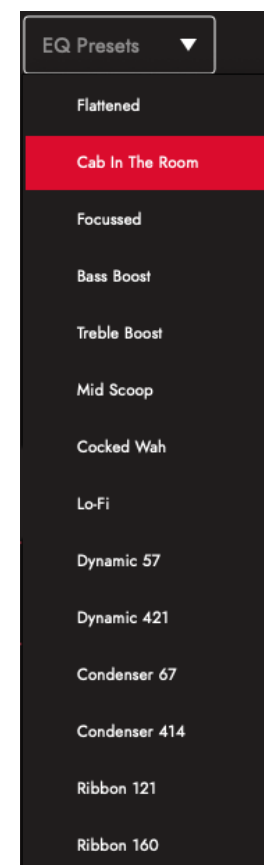 EQ Presets
Flattened
Cab In The Room
Focussed
Bass Boost
Treble Boost
Mid Scoop
Cocked Wah
Lo-Fi
Dynamic 57
Dynamic 421
Condenser 67
Condenser 414
Ribbon 121
Ribbon 160